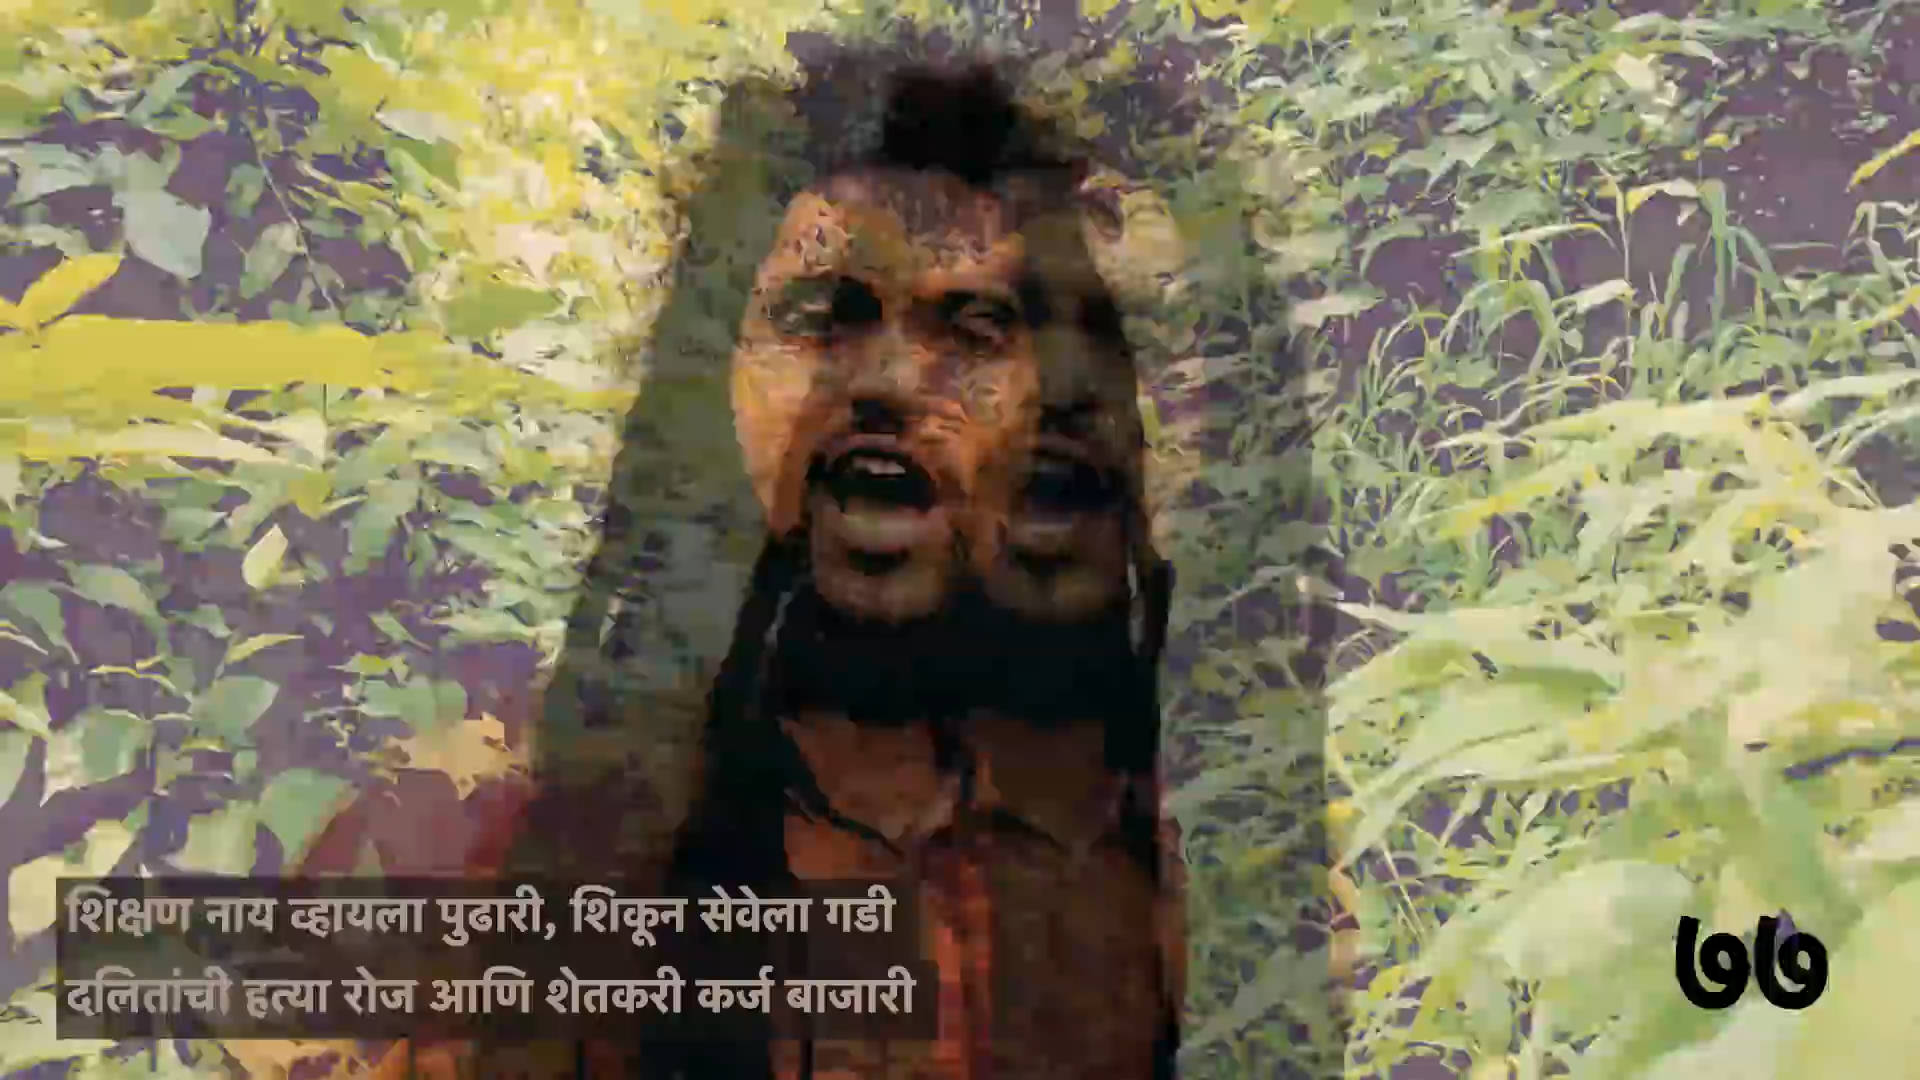 शिक्षण नाय व्हायला पुढारी, शिकून सेवेला गडी
दलितांची हत्या रोज आणि शेतकरी कर्ज बाजारी